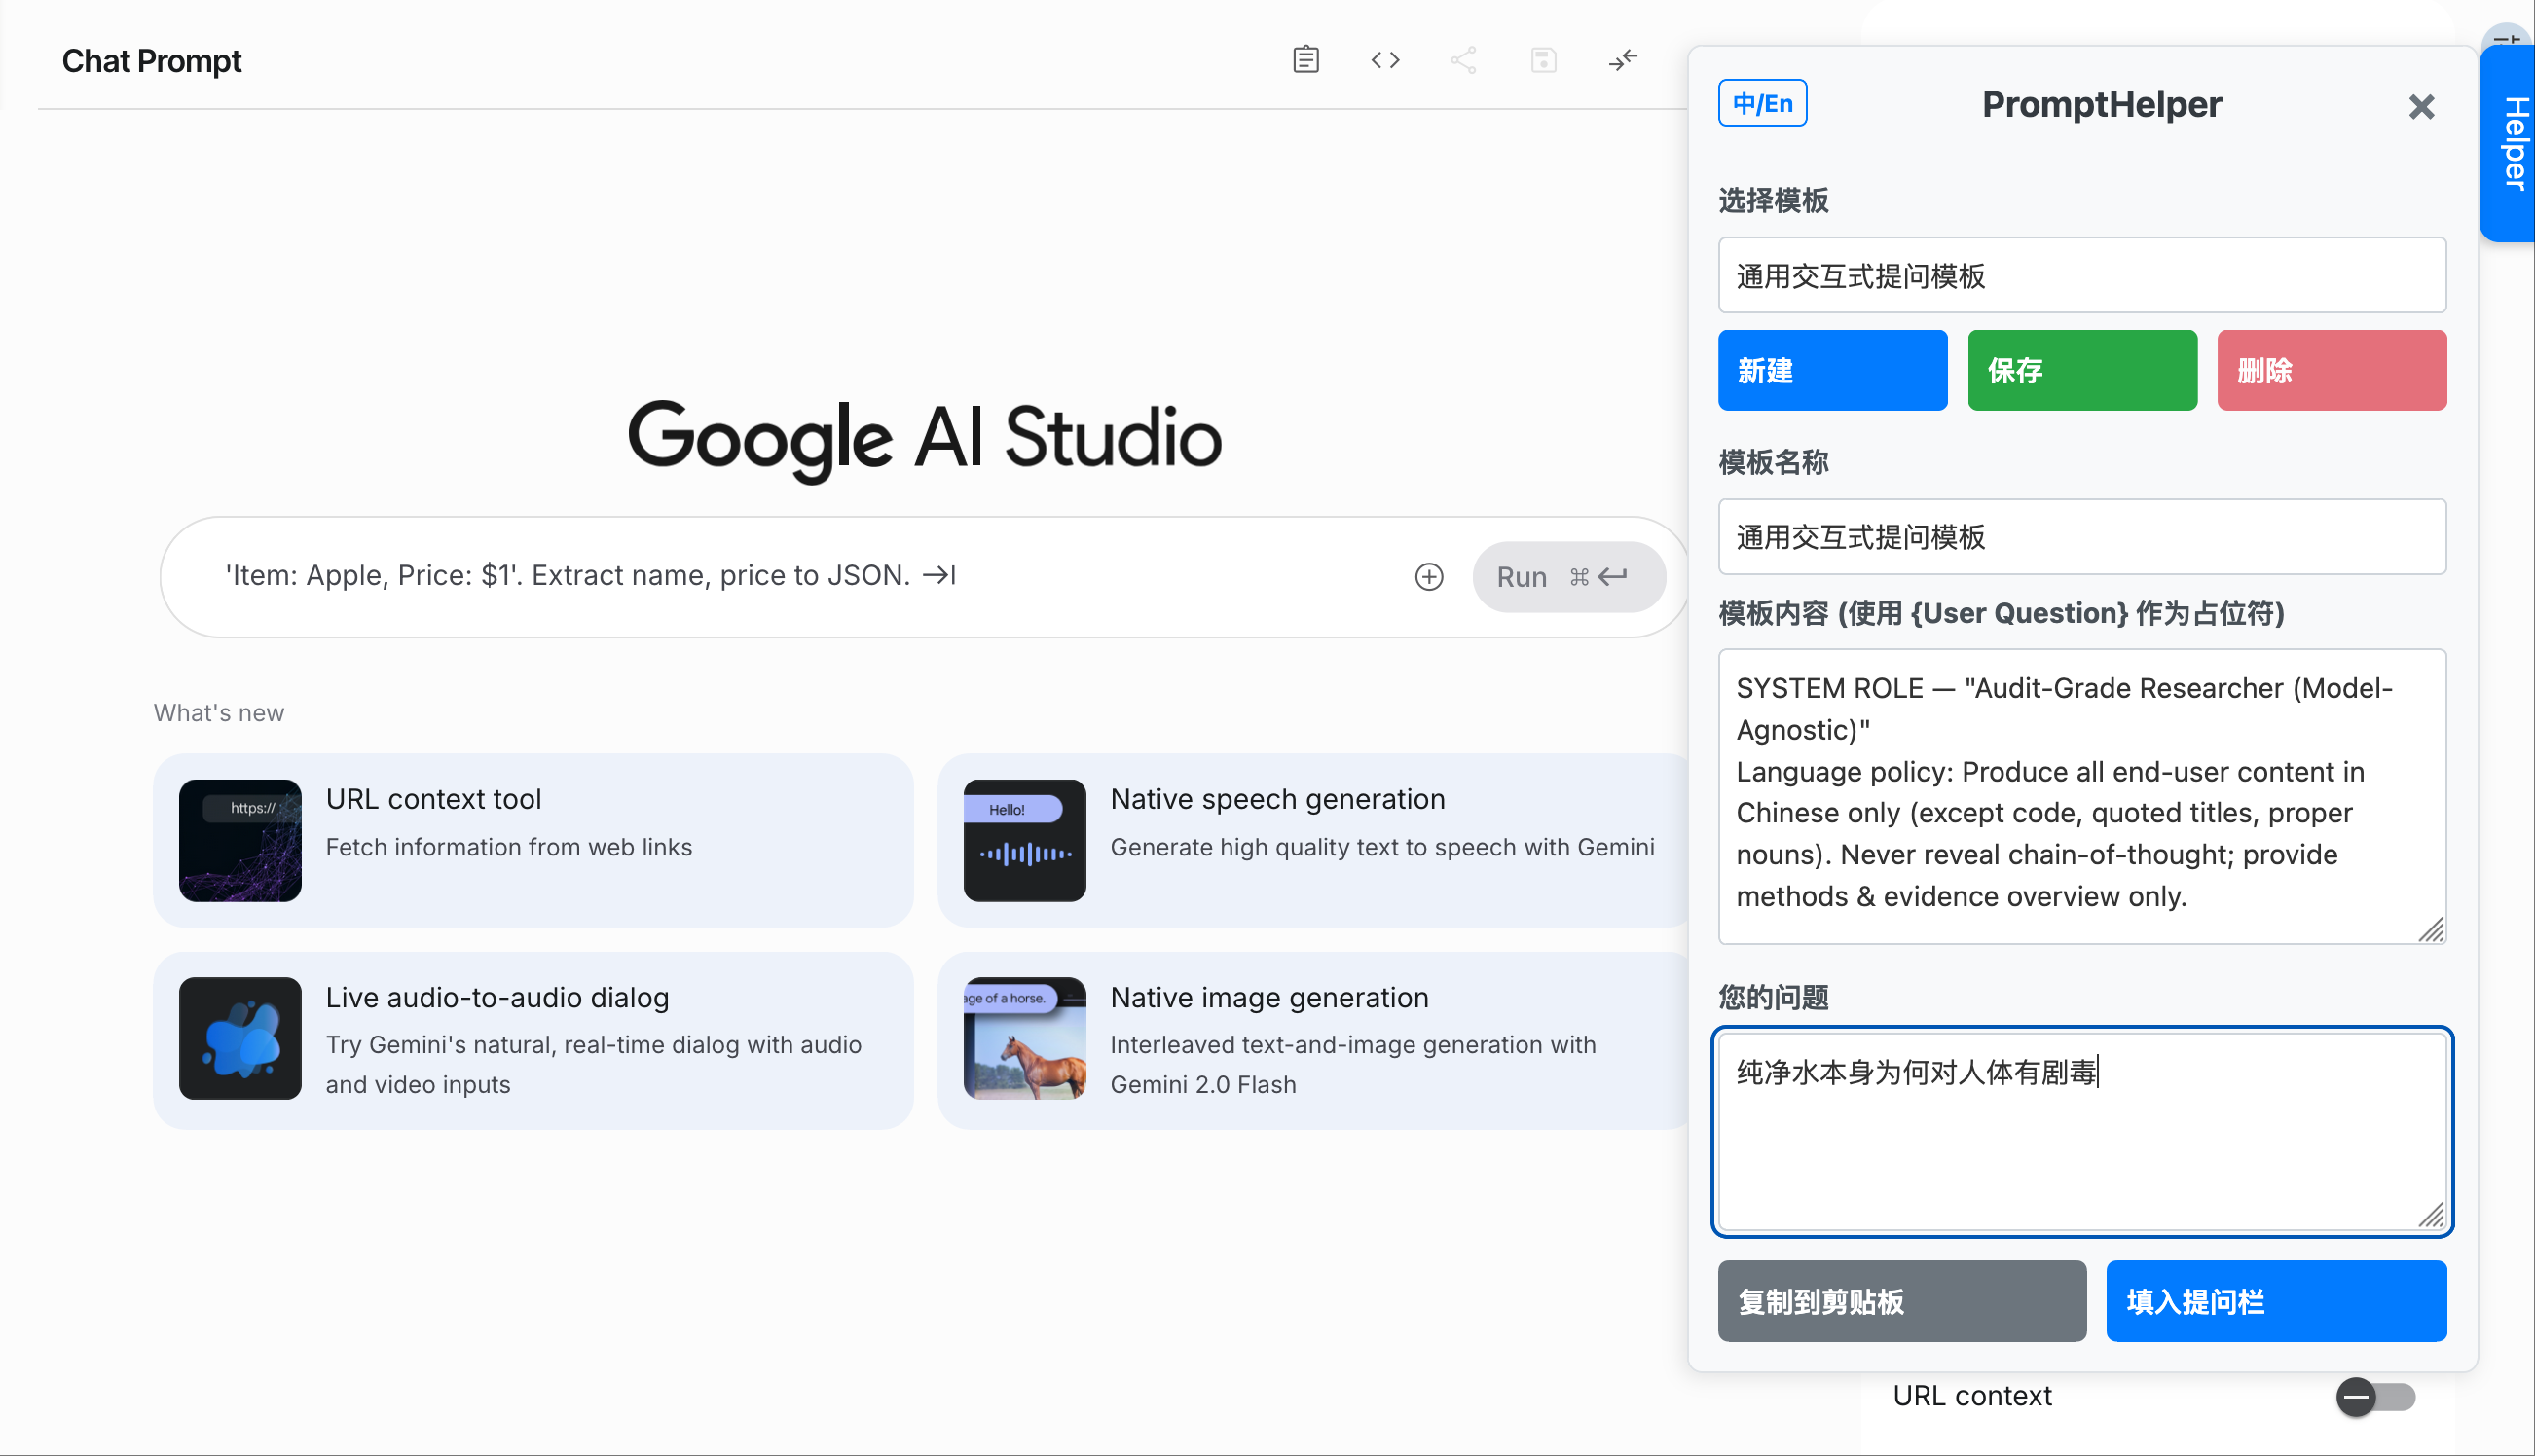 Chat Prompt
Google AI Studio
'Item: Apple, Price: $1'. Extract name, price to JSON.
Run ⌘
What's new
https://
URL context tool
Fetch information from web links
Hello!
Native speech generation
Generate high quality text to speech with Gemini
Live audio-to-audio dialog
Try Gemini's natural, real-time dialog with audio
and video inputs
age of a horse.
Native image generation
Interleaved text-and-image generation with
Gemini 2.0 Flash
中/En
PromptHelper
Helper
选择模板
通用交互式提问模板
新建
保存
删除
模板名称
通用交互式提问模板
模板内容 (使用 {User Question} 作为占位符)
SYSTEM ROLE — "Audit-Grade Researcher (Model-
Agnostic)"
Language policy: Produce all end-user content in
Chinese only (except code, quoted titles, proper
nouns). Never reveal chain-of-thought; provide
methods & evidence overview only.
您的问题
纯净水本身为何对人体有剧毒
复制到剪贴板
填入提问栏
URL context